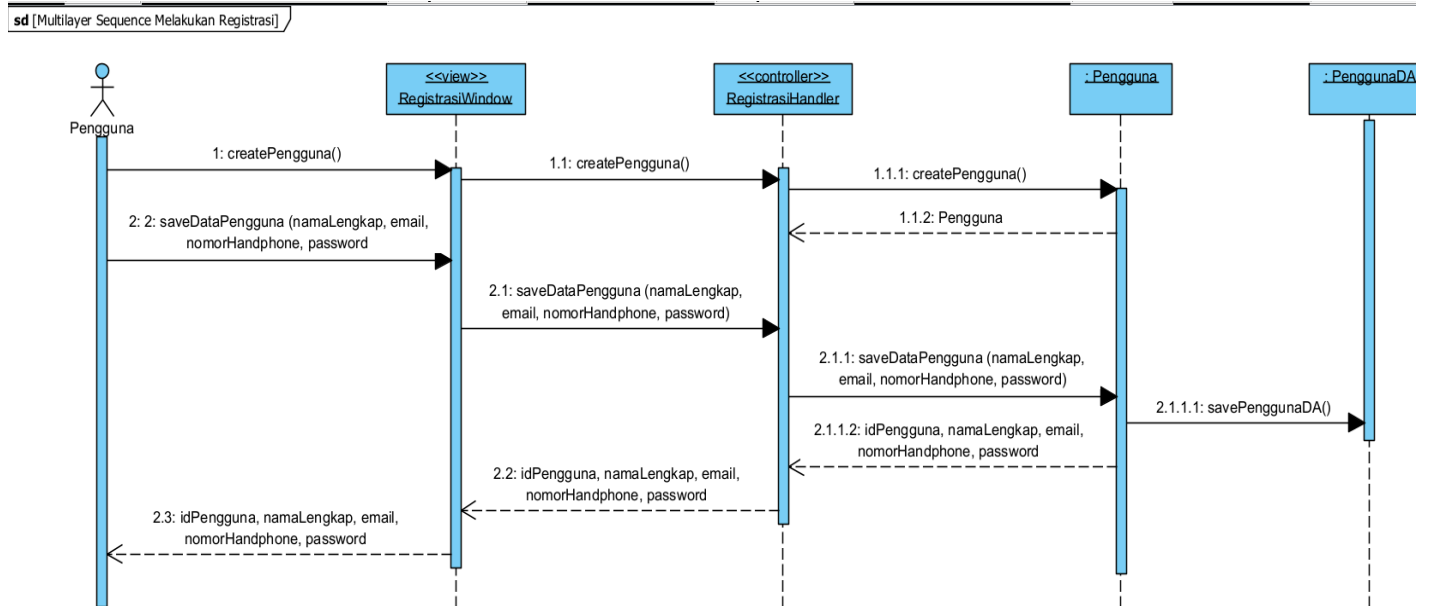 sd [Multilayer Sequence Melakukan Registrasi]
<<view>>
RegistrasiWindow
<<controller>>
RegistrasiHandler
: Pengguna
: PenggunaDA
Pengguna
1: createPengguna()
1.1: createPengguna()
1.1.1: createPengguna()
1.1.2: Pengguna
2: 2: saveDataPengguna (namaLengkap, email,
nomorHandphone, password
2.1: saveDataPengguna (namaLengkap,
email, nomorHandphone, password)
2.1.1: saveDataPengguna (namaLengkap,
email, nomorHandphone, password)
2.1.1.1: savePenggunaDA()
2.1.1.2: idPengguna, namaLengkap, email,
nomorHandphone, password
2.2: idPengguna, namaLengkap, email,
nomorHandphone, password
2.3: idPengguna, namaLengkap, email,
nomorHandphone, password